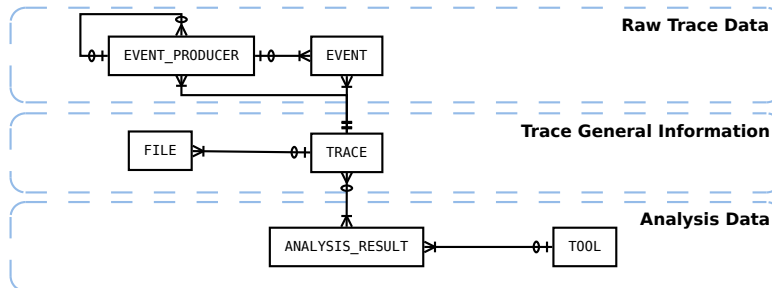 Raw Trace Data
EVENT_PRODUCER
EVENT
Trace General Information
FILE
TRACE
Analysis Data
ANALYSIS_RESULT
TOOL